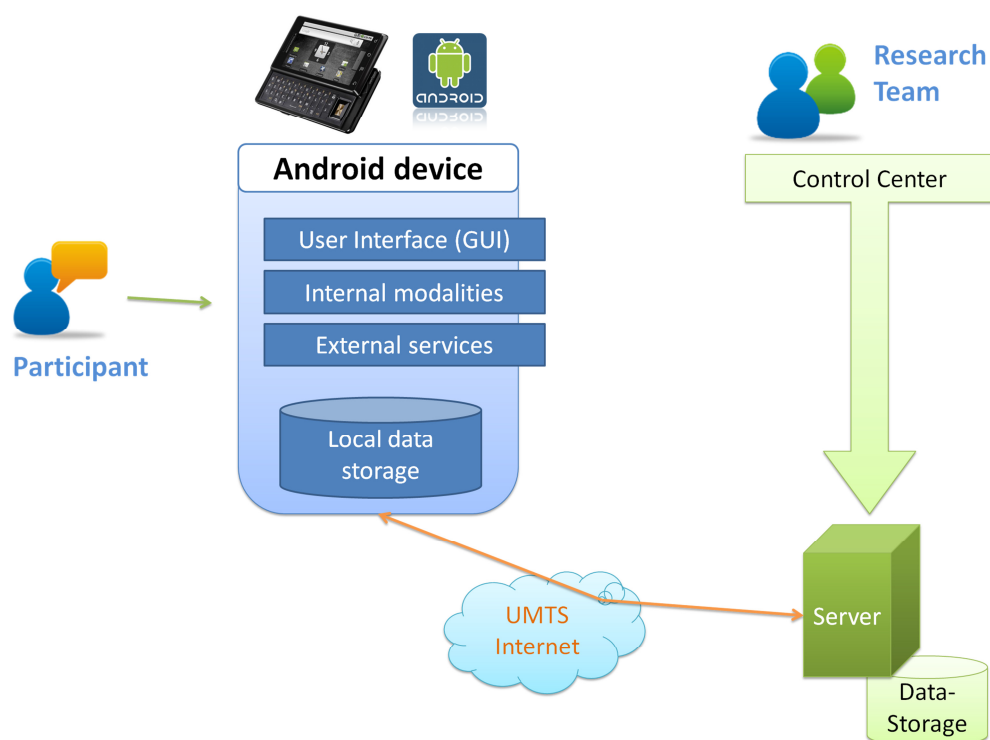 Research
Team
ANDROID
Android device
Control Center
User Interface (GUI)
Internal modalities
External services
Participant
Local data
storage
UMTS
Internet
Server
Data-
Storage